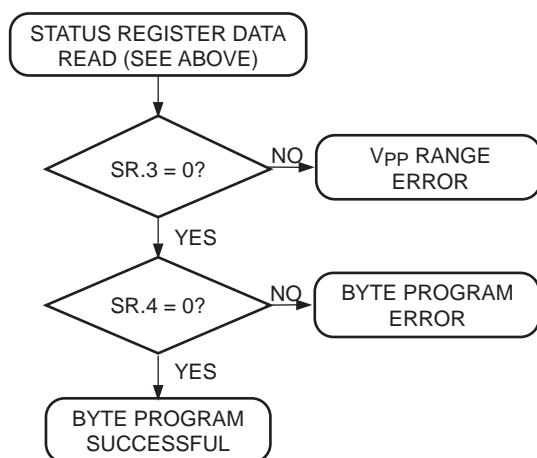 STATUS REGISTER DATA
READ (SEE ABOVE)
SR.3 = 0?
NO
VPP RANGE
ERROR
YES
SR.4 = 0?
NO
BYTE PROGRAM
ERROR
YES
BYTE PROGRAM
SUCCESSFUL